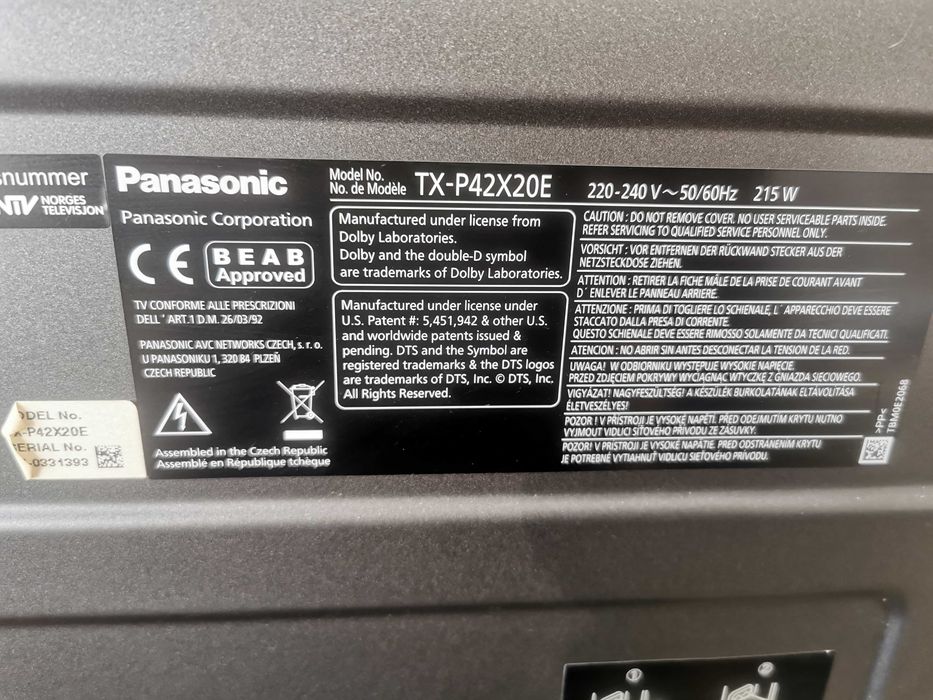 snummer
NTV NORGES
TELEVISJON
Panasonic
Panasonic Corporation
CE BEAB
Approved
TV CONFORME ALLE PRESCRIZIONI
DELL ' ART.1 D.M. 26/03/92
PANASONIC AVC NETWORKS CZECH, s. r. o.
U PANASONIKU 1, 320 84 PLZEŇ
CZECH REPUBLIC
Assembled in the Czech Republic
Assemblé en République tchèque
Model No.
No. de Modèle TX-P42X20E
220-240 V~50/60Hz 215 W
Manufactured under license from
Dolby Laboratories.
Dolby and the double-D symbol
are trademarks of Dolby Laboratories.
Manufactured under license under
U.S. Patent #: 5,451,942 & other U.S.
and worldwide patents issued &
pending. DTS and the Symbol are
registered trademarks & the DTS logos
are trademarks of DTS, Inc. © DTS, Inc.
All Rights Reserved.
CAUTION : DO NOT REMOVE COVER. NO USER SERVICEABLE PARTS INSIDE.
REFER SERVICING TO QUALIFIED SERVICE PERSONNEL ONLY.
VORSICHT : VOR ENTFERNEN DER RÜCKWAND STECKER AUS DER
NETZSTECKDOSE ZIEHEN.
ATTENTION : RETIRER LA FICHE MÂLE DE LA PRISE DE COURANT AVANT
D ' ENLEVER LE PANNEAU ARRIERE.
ATTENZIONE : PRIMA DI TOGLIERE LO SCHIENALE, L ' APPARECCHIO DEVE ESSERE
STACCATO DALLA PRESA DI CORRENTE.
QUESTO SCHIENALE DEVE ESSERE RIMOSSO SOLAMENTE DA TECNICI QUALIFICATI.
ATENCION : NO ABRIR SIN ANTES DESCONECTAR LA TENSION DE LA RED.
UWAGA! W ODBIORNIKU WYSTĘPUJE WYSOKIE NAPIĘCIE.
PRZED ZDJĘCIEM POKRYWY WYCIĄGNĄĆ WTYCZKĘ Z GNIAZDA SIECIOWEGO.
VIGYÁZAT! NAGYFESZÜLTSÉG! A KÉSZÜLÉK BURKOLATÁNAK ELTÁVOLÍTÁSA
ÉLETVESZÉLYES!
POZOR ! V PŘÍSTROJI JE VYSOKÉ NAPĚTÍ. PŘED ODEJMUTÍM KRYTU NUTNO
VYJMOUT VIDLICI SÍŤOVÉHO PŘÍVODU ZE ZÁSUVKY.
POZOR ! V PRÍSTROJI JE VYSOKÉ NAPÄTIE. PRED ODSTRÁNENÍM KRYTU
JE POTREBNÉ VYTIAHNUŤ VIDLICU SIEŤOVÉHO PRÍVODU.
>PP<
TBM0E2068
ODEL No.
X-P42X20E
ERIAL No.
-0331393
1
2